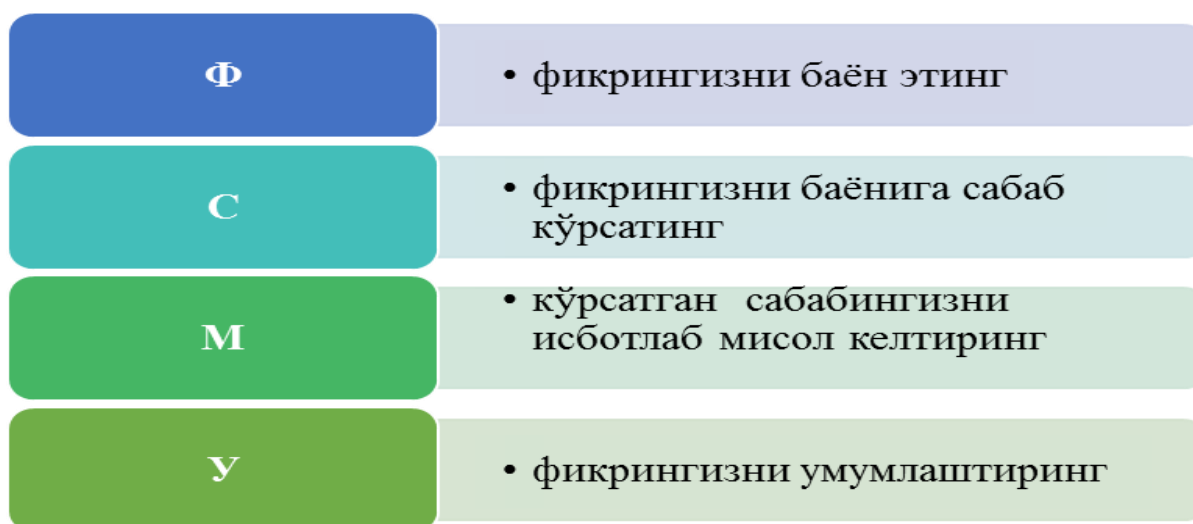 Ф
• фикрингизни баён этинг
С
• фикрингизни баёнига сабаб
кўрсатинг
М
• кўрсатган сабабингизни
исботлаб мисол келтиринг
У
• фикрингизни умумлаштиринг